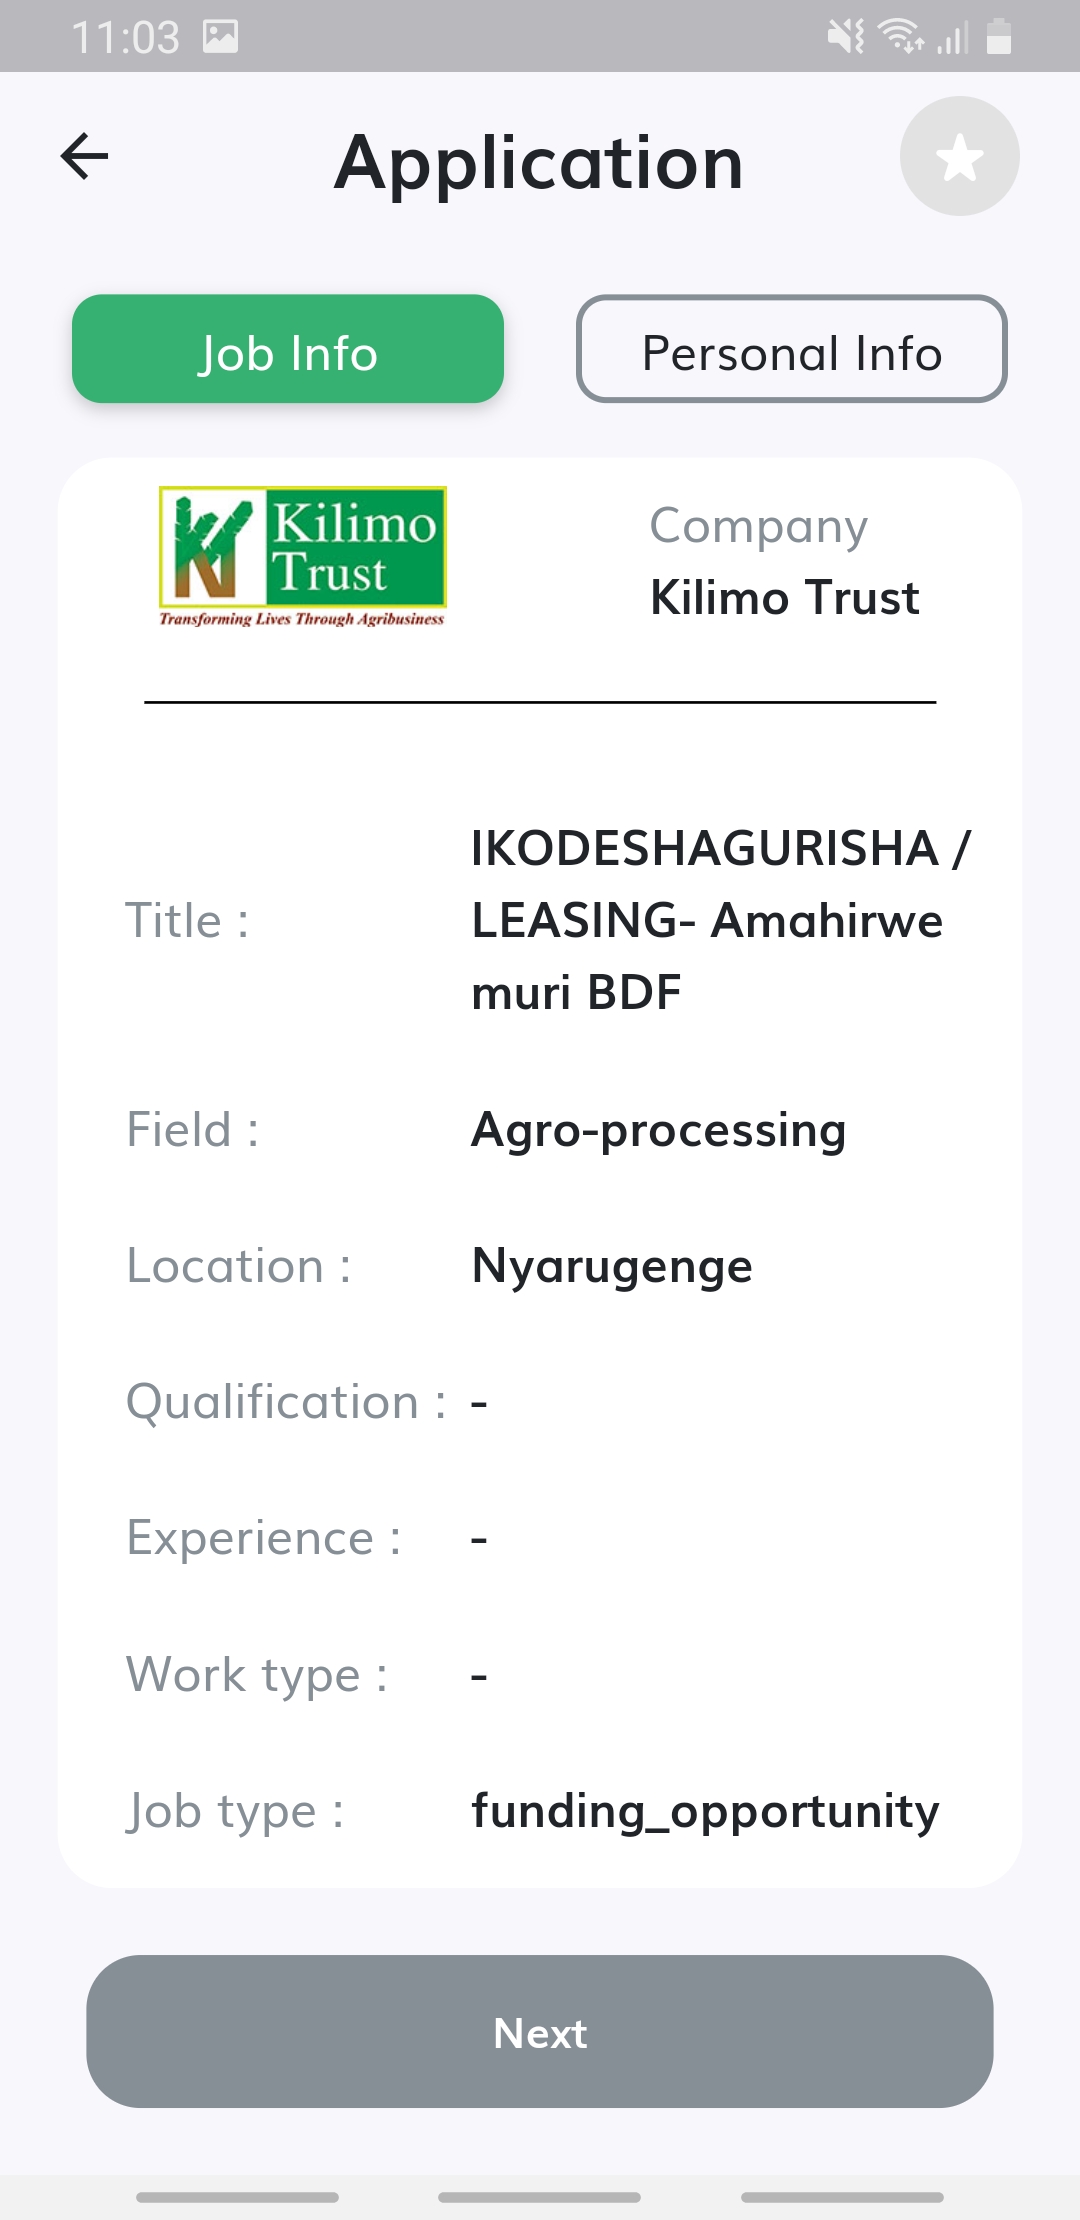 11:03
Application
Job Info
Personal Info
Kilimo
Trust
Transforming Lives Through Agribusiness
Company
Kilimo Trust
Title :
IKODESHAGURISHA /
LEASING- Amahirwe
muri BDF
Field :
Agro-processing
Location :
Nyarugenge
Qualification :
-
Experience :
-
Work type :
-
Job type :
funding_opportunity
Next